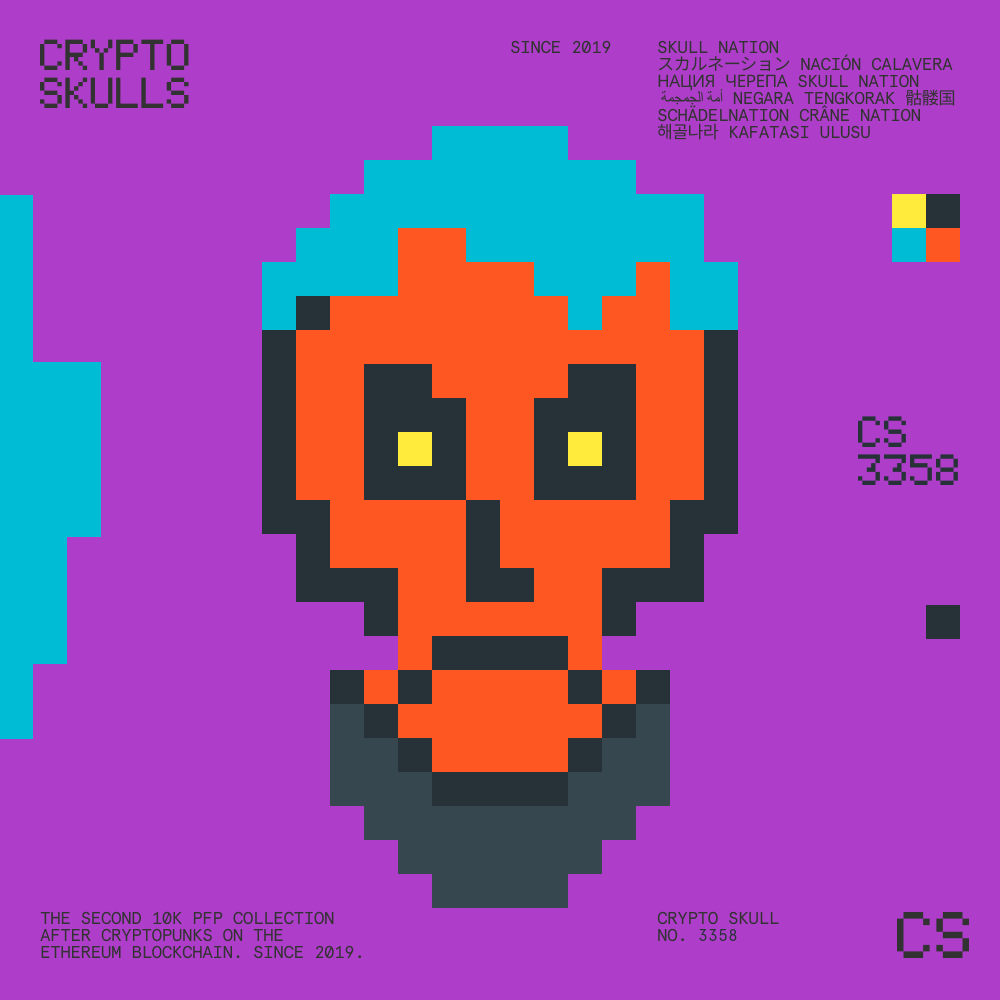 CRYPTO
SKULLS
SINCE 2019
SKULL NATION
スカルネーション NACIÓN CALAVERA
НАЦИЯ ЧЕРЕПА SKULL NATION
أمة الجمجمة NEGARA TENGKORAK 骷髅国
SCHÄDELNATION CRÂNE NATION
해골나라 KAFATASI ULUSU
CS
3358
THE SECOND 10K PFP COLLECTION
AFTER CRYPTOPUNKS ON THE
ETHEREUM BLOCKCHAIN. SINCE 2019.
CRYPTO SKULL
NO. 3358
CS